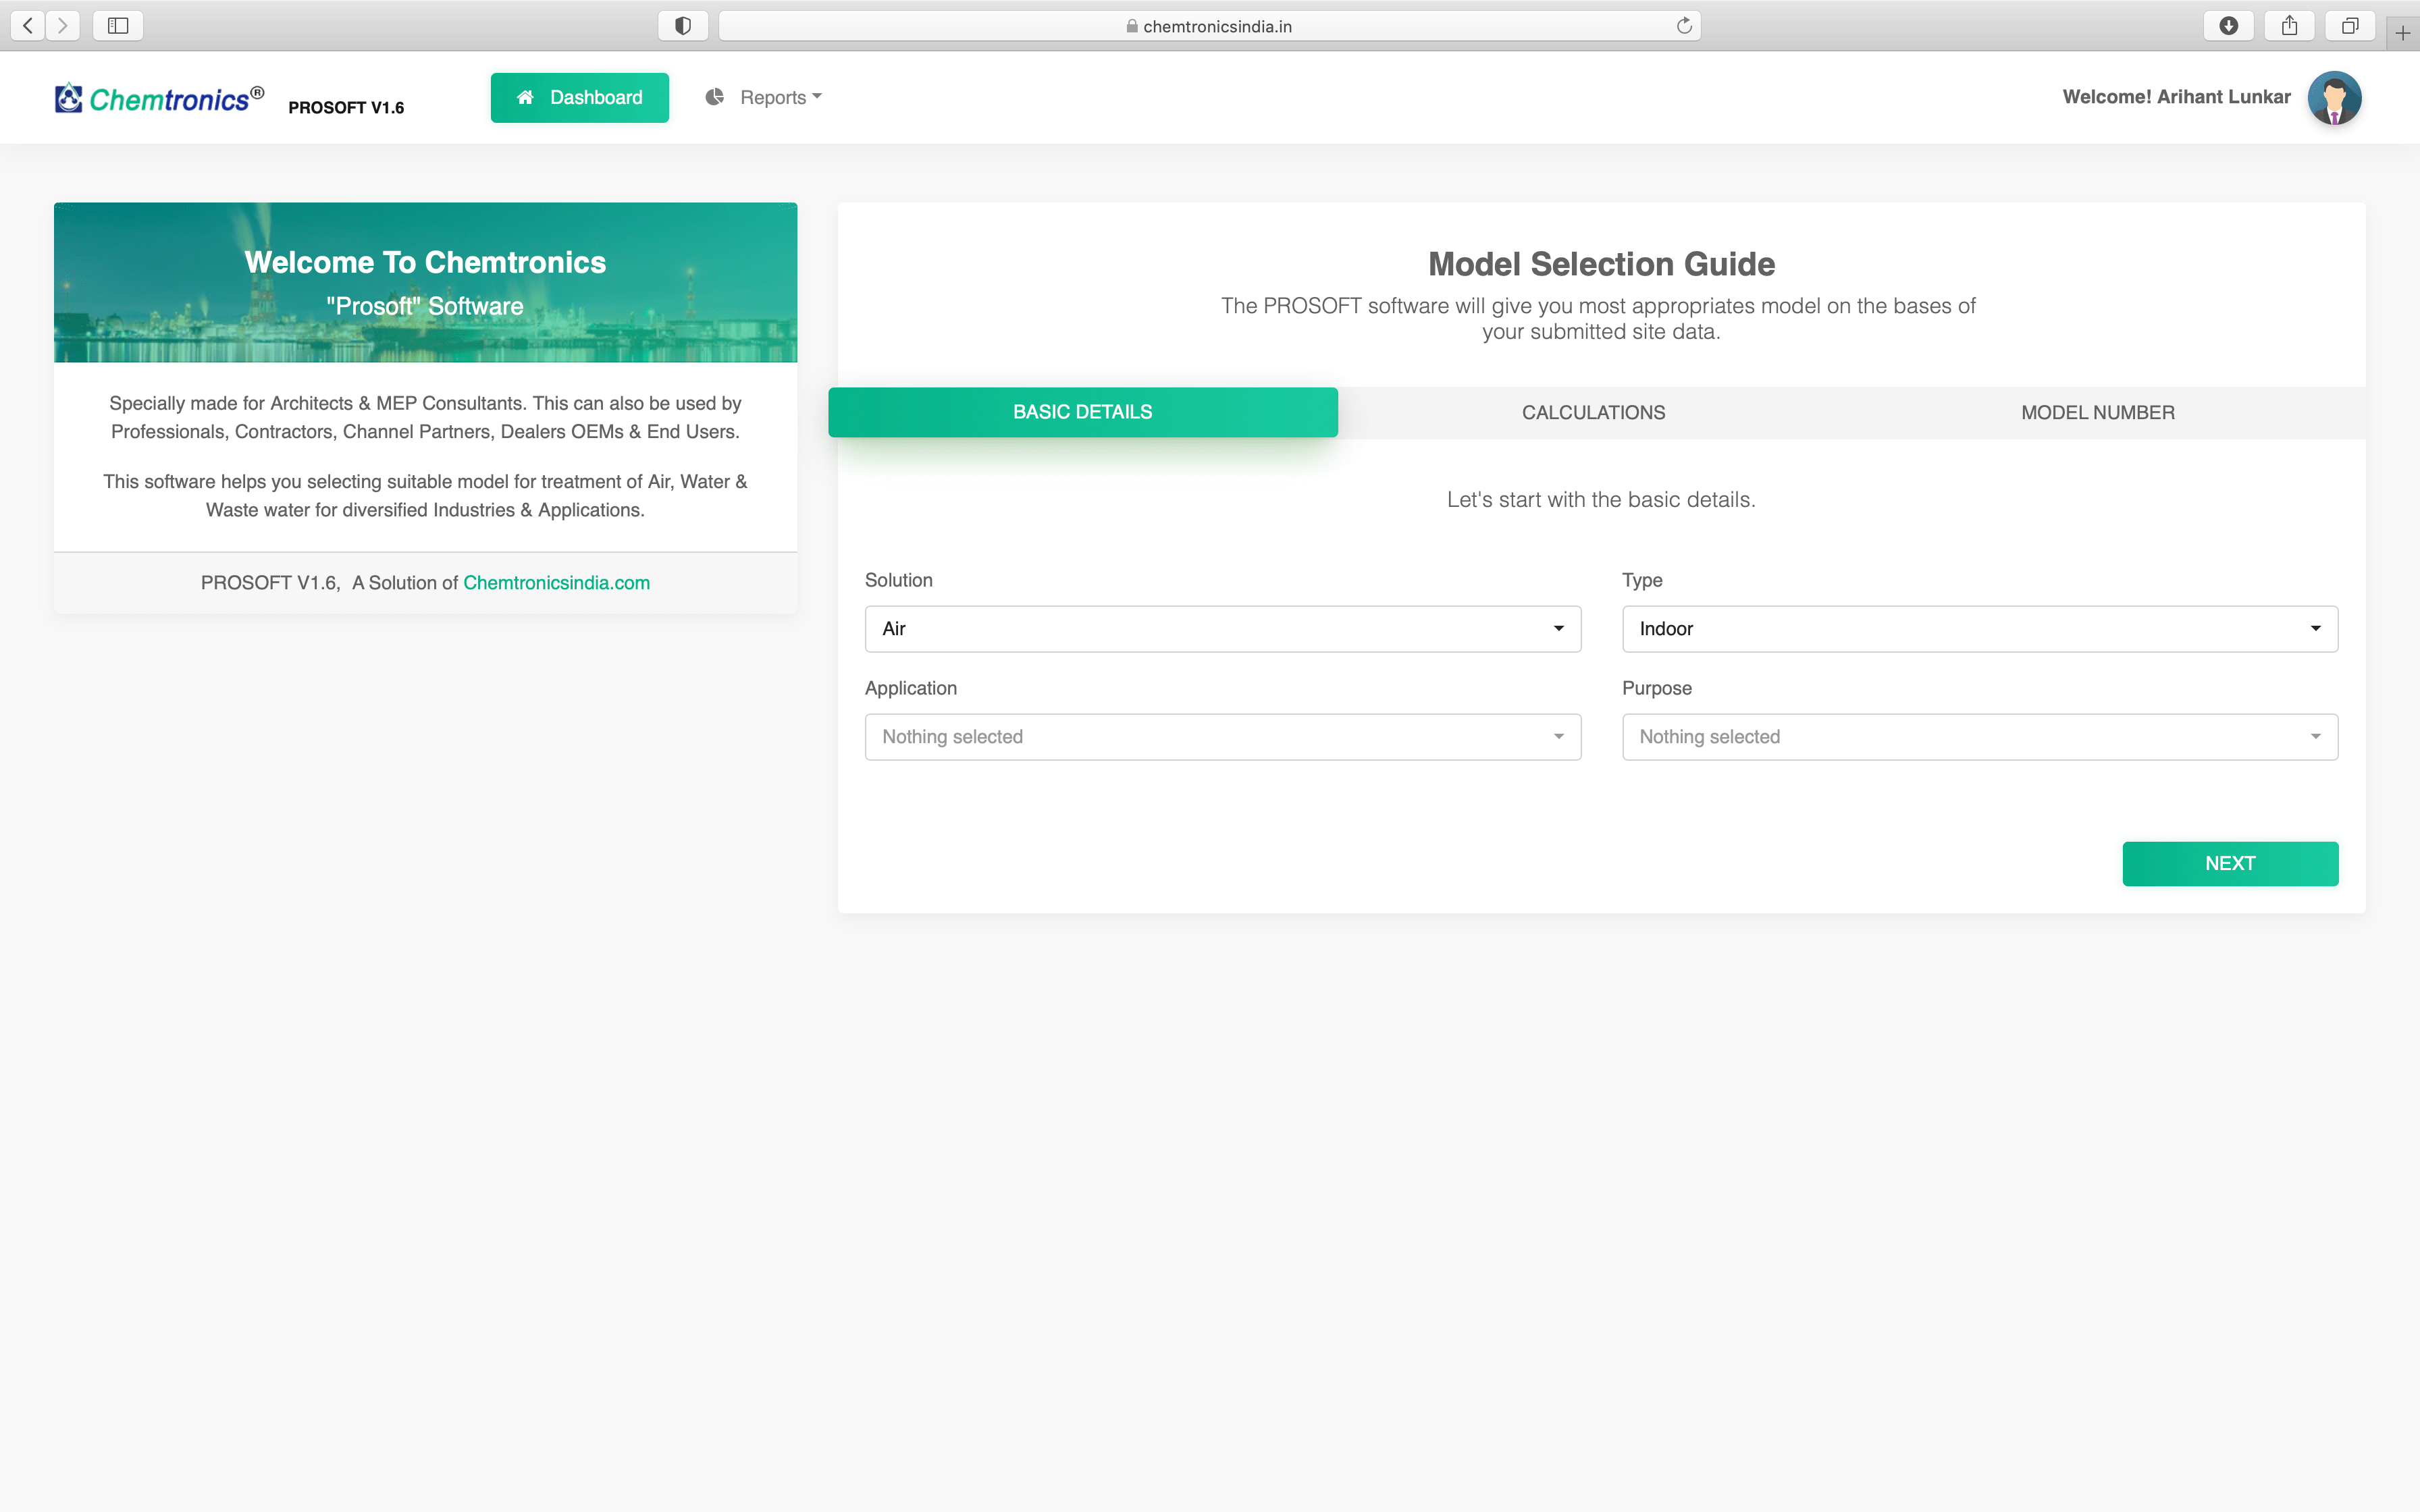 chemtronicsindia.in
Chemtronics®
PROSOFT V1.6
Dashboard
Reports
Welcome! Arihant Lunkar
Welcome To Chemtronics
"Prosoft" Software
Specially made for Architects & MEP Consultants. This can also be used by
Professionals, Contractors, Channel Partners, Dealers OEMs & End Users.
This software helps you selecting suitable model for treatment of Air, Water &
Waste water for diversified Industries & Applications.
PROSOFT V1.6, A Solution of Chemtronicsindia.com
Model Selection Guide
The PROSOFT software will give you most appropriates model on the bases of
your submitted site data.
BASIC DETAILS
CALCULATIONS
MODEL NUMBER
Let's start with the basic details.
Solution
Type
Air
Indoor
Application
Purpose
Nothing selected
Nothing selected
NEXT